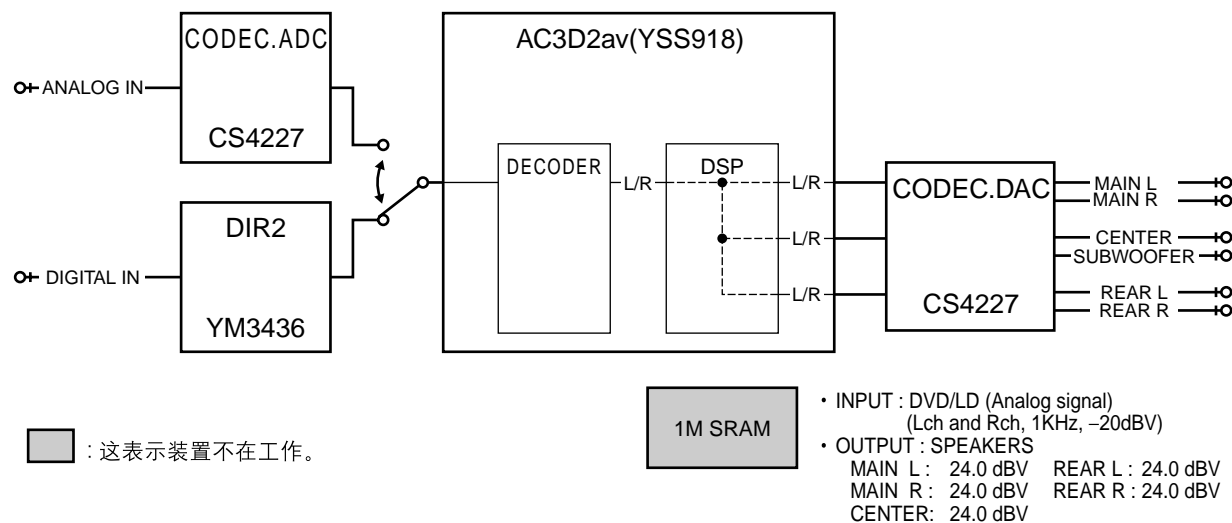 CODEC.ADC
CS4227
ANALOG IN
DIR2
YM3436
DIGITAL IN
AC3D2av(YSS918)
DECODER
L/R
DSP
L/R
L/R
L/R
CODEC.DAC
CS4227
MAIN L
MAIN R
CENTER
SUBWOOFER
REAR L
REAR R
: 这表示装置不在工作。
1M SRAM
・INPUT : DVD/LD (Analog signal)
(Lch and Rch, 1KHz, –20dBV)
・OUTPUT : SPEAKERS
MAIN L : 24.0 dBV REAR L : 24.0 dBV
MAIN R : 24.0 dBV REAR R : 24.0 dBV
CENTER: 24.0 dBV